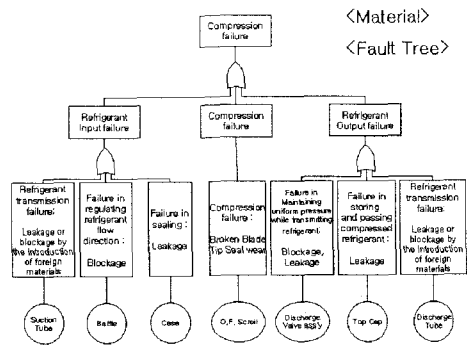 Compression
failure
<Material>
<Fault Tree>
Refrigerant
Input failure
Compression
failure
Refrigerant
Output failure
Refrigerant
transmission
failure:
Leakage or
blockage by
the introduction
of foreign
materials
Failure in
regulating
refrigerant
flow
direction :
Blockage
Failure in
sealing :
Leakage
Compression
failure :
Broken Blade
Tip Seal wear
Failure in
Maintaining
uniform pressure
while transmitting
refrigerant:
Blockage,
Leakage
Failure in
storing
and passing
compressed
refrigerant :
Leakage
Refrigerant
transmission
failure:
Leakage or
blockage by
the introduction
of foreign
materials
Suction
Tube
Baffle
Case
O,F, Scroll
Discharge
Valve assy
Top Cap
Discharge
Tube